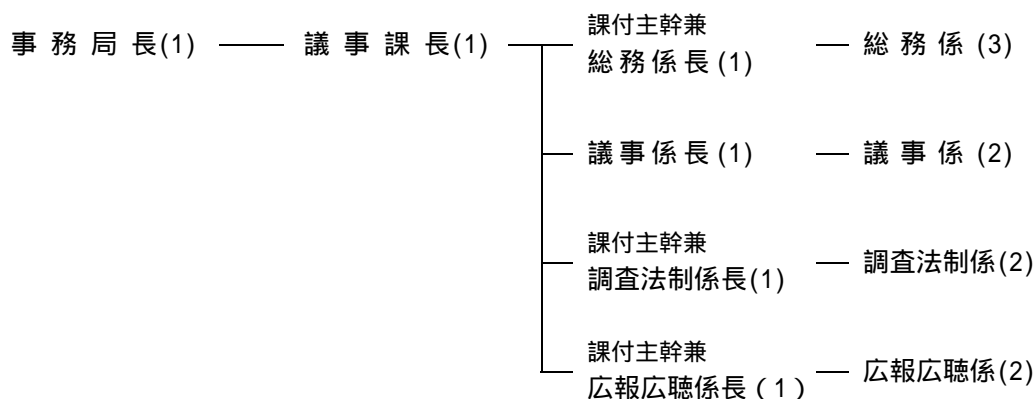 課付主幹兼
事務局長(1) 議事課長(1) 総務係長(1) 総務係(3)
議事係長(1) 議事係(2)
課付主幹兼
調査法制係長(1) 調査法制係(2)
課付主幹兼
広報広聴係長(1) 広報広聴係(2)